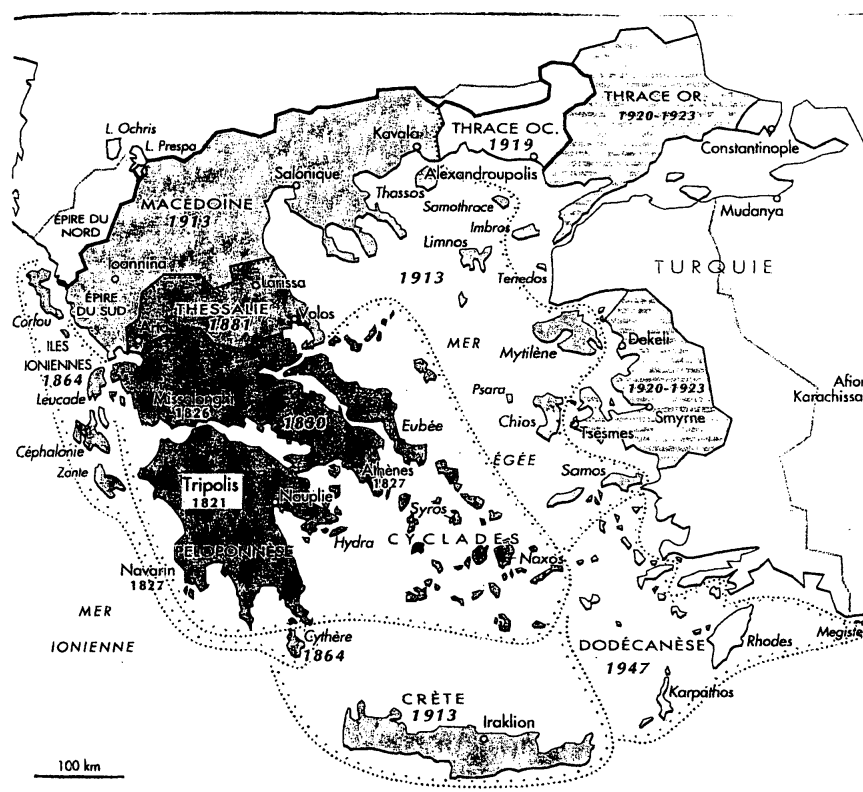 THRACE OR.
1920-1923
L. Ochris
L. Prespa
Kavala
THRACE OC.
1919
Constantinople
Salonique
Alexandroupolis
Thassos
MACÉDOINE
1913
Samothrace
Mudanya
ÉPIRE DU
NORD
Imbros
Limnos
Ioannina
1913
Tenedos
TURQUIE
Larissa
ÉPIRE
DU SUD
THESSALIE
1881
Volos
Corfou
Arta
MER
Dekeli
ILES
IONIENNES
1864
Mytilène
Afion
Karachissar
Leucade
Missolonghi
1826
Psara
1920-1923
1830
Chios
Smyrne
Eubée
Tsesmes
Céphalonie
ÉGÉE
Zante
Athènes
1827
Samos
Tripolis
1821
Nauplie
Syros
Hydra
CYCLADES
PÉLOPONNÈSE
Naxos
Navarin
1827
MER
IONIENNE
Cythère
1864
DODÉCANÈSE
1947
Rhodes
Megiste
Karpathos
CRÈTE
1913
Iraklion
100 km